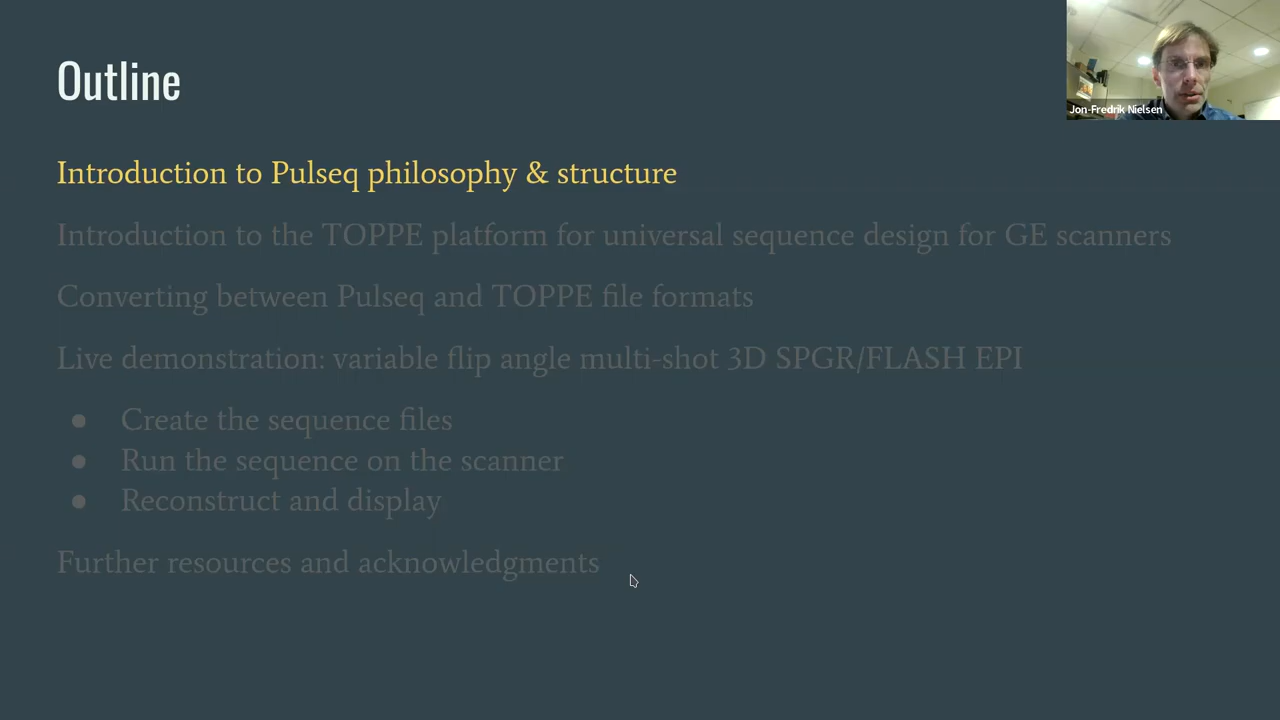 Outline
Jon-Fredrik Nielsen
Introduction to Pulseq philosophy & structure
Introduction to the TOPPE platform for universal sequence design for GE scanners
Converting between Pulseq and TOPPE file formats
Live demonstration: variable flip angle multi-shot 3D SPGR/FLASH EPI
● Create the sequence files
● Run the sequence on the scanner
● Reconstruct and display
Further resources and acknowledgments